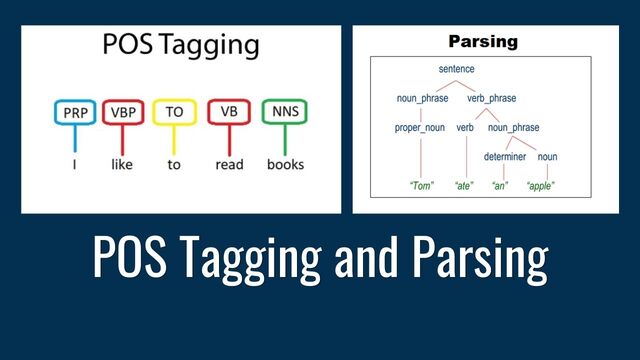 POS Tagging
PRP VBP TO VB NNS
I like to read books
Parsing
sentence
noun_phrase verb_phrase
proper_noun verb noun_phrase
determiner noun
“Tom” “ate” “an” “apple”
POS Tagging and Parsing